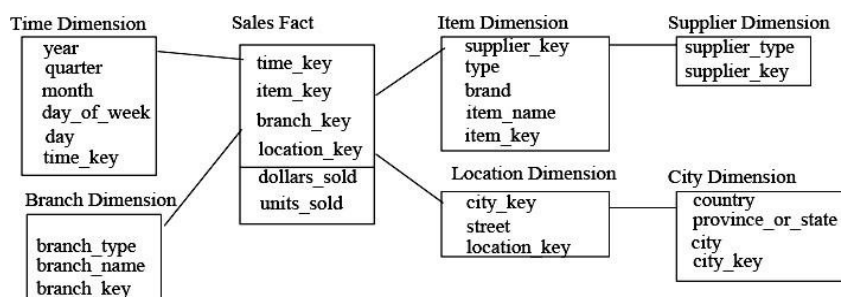 Time Dimension
year
quarter
month
day_of_week
day
time_key
Branch Dimension
branch_type
branch_name
branch_key
Sales Fact
time_key
item_key
branch_key
location_key
dollars_sold
units_sold
Item Dimension
supplier_key
type
brand
item_name
item_key
Location Dimension
city_key
street
location_key
Supplier Dimension
supplier_type
supplier_key
City Dimension
country
province_or_state
city
city_key